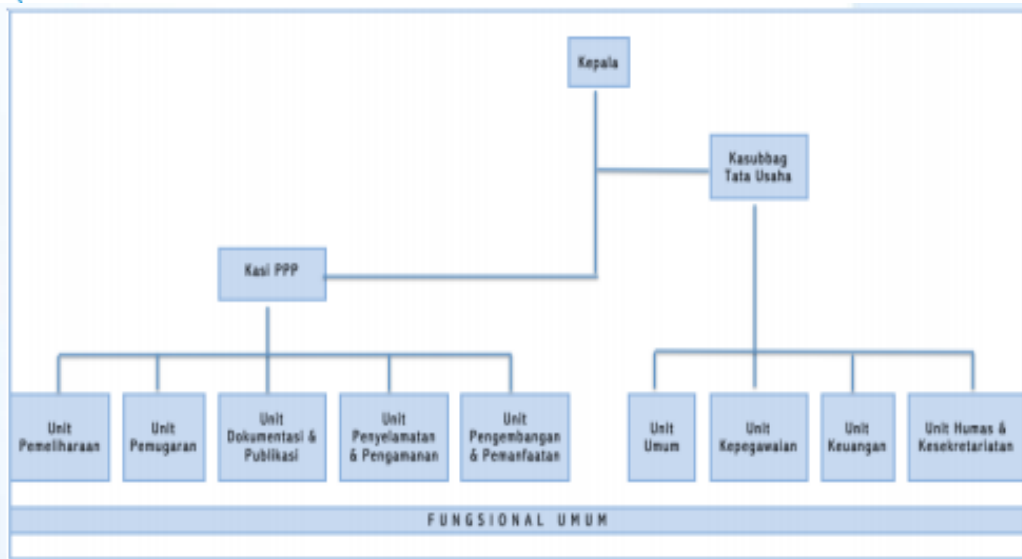 Kepala
Kasubbag
Tata Usaha
Kasi PPP
Unit
Pemeliharaan
Unit
Pemugaran
Unit
Dokumentasi &
Publikasi
Unit
Penyelamatan
& Pengamanan
Unit
Pengembangan
& Pemanfaatan
Unit
Umum
Unit
Kepegawaian
Unit
Keuangan
Unit Humas &
Kesekretariatan
FUNGSIONAL UMUM